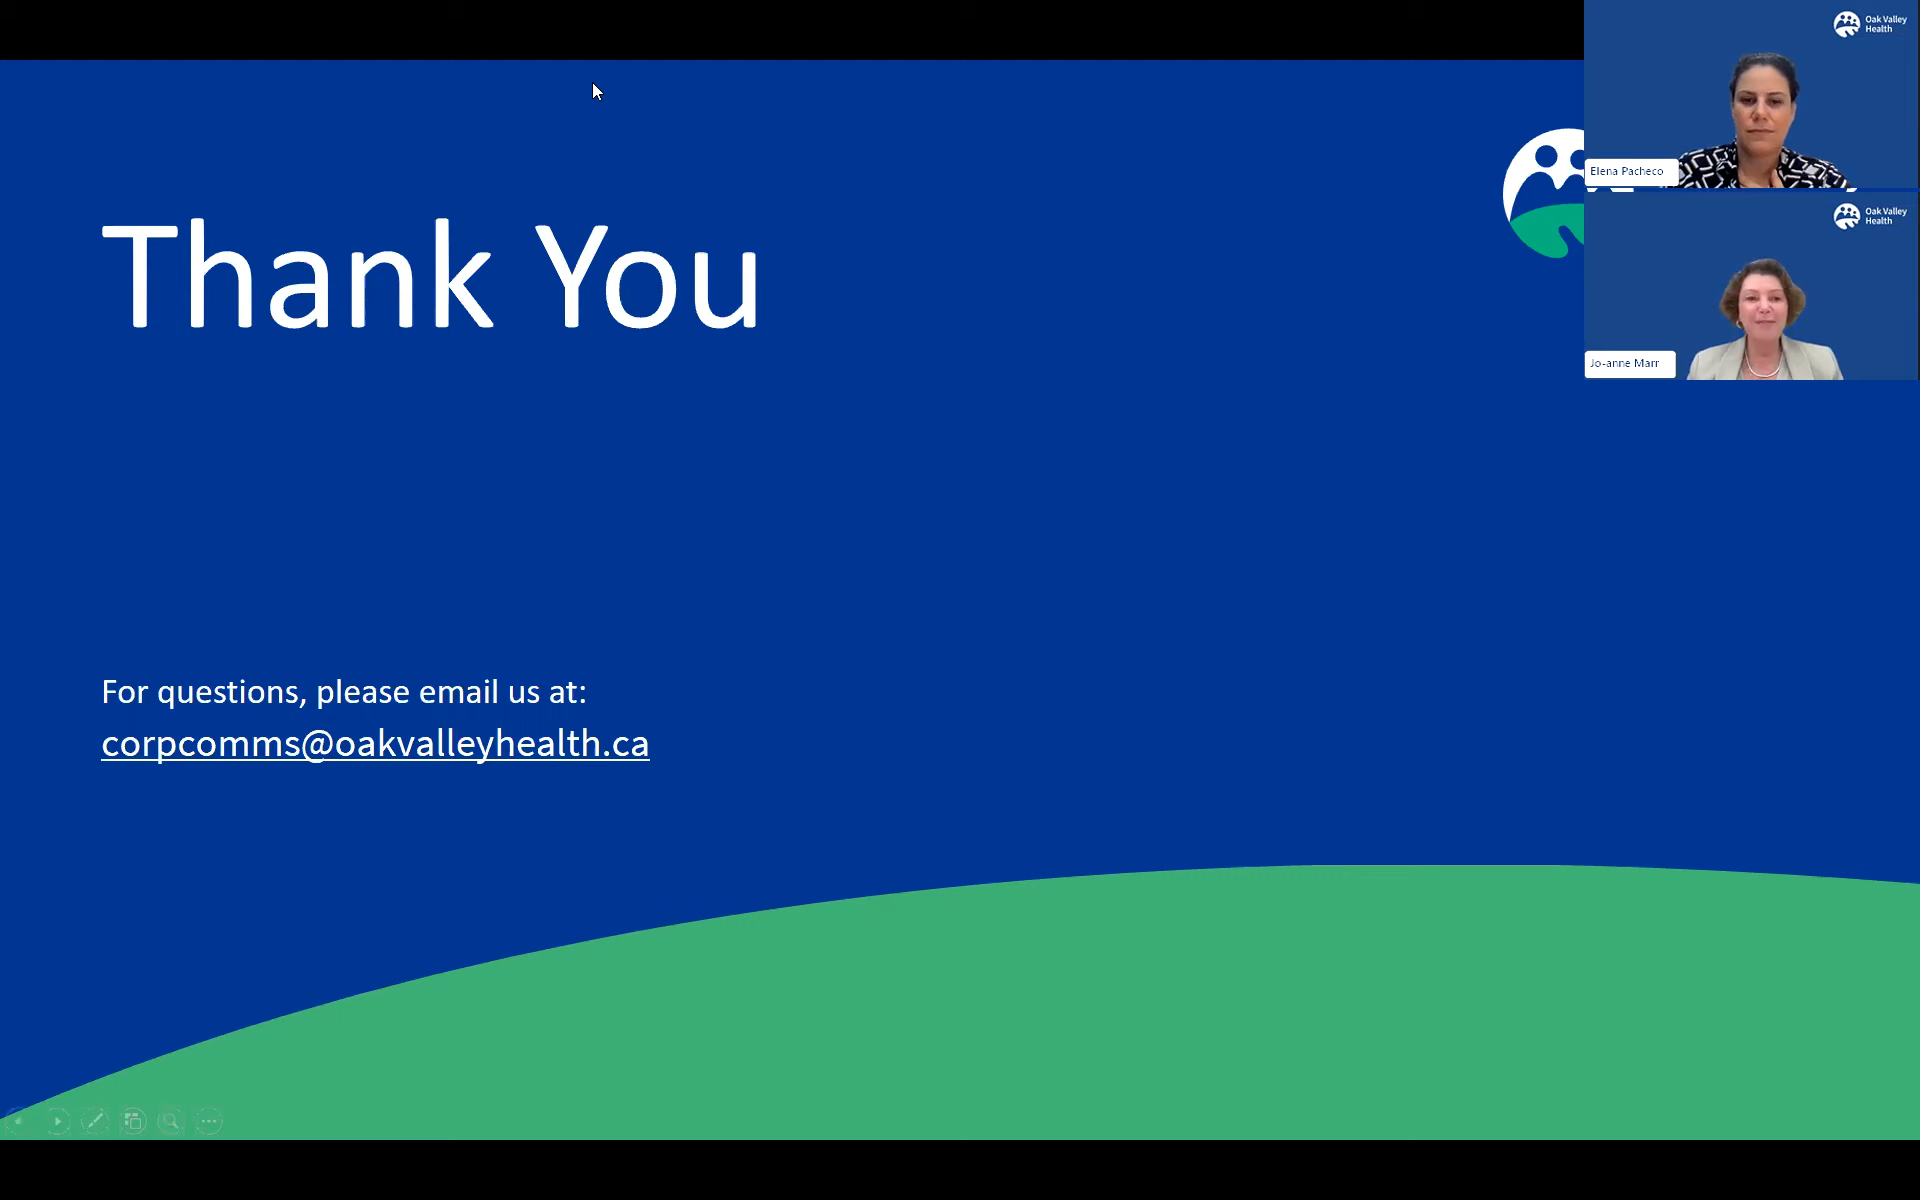 Thank You
For questions, please email us at:
corpcomms@oakvalleyhealth.ca
Oak Valley
Health
Elena Pacheco
Oak Valley
Health
Jo-anne Marr